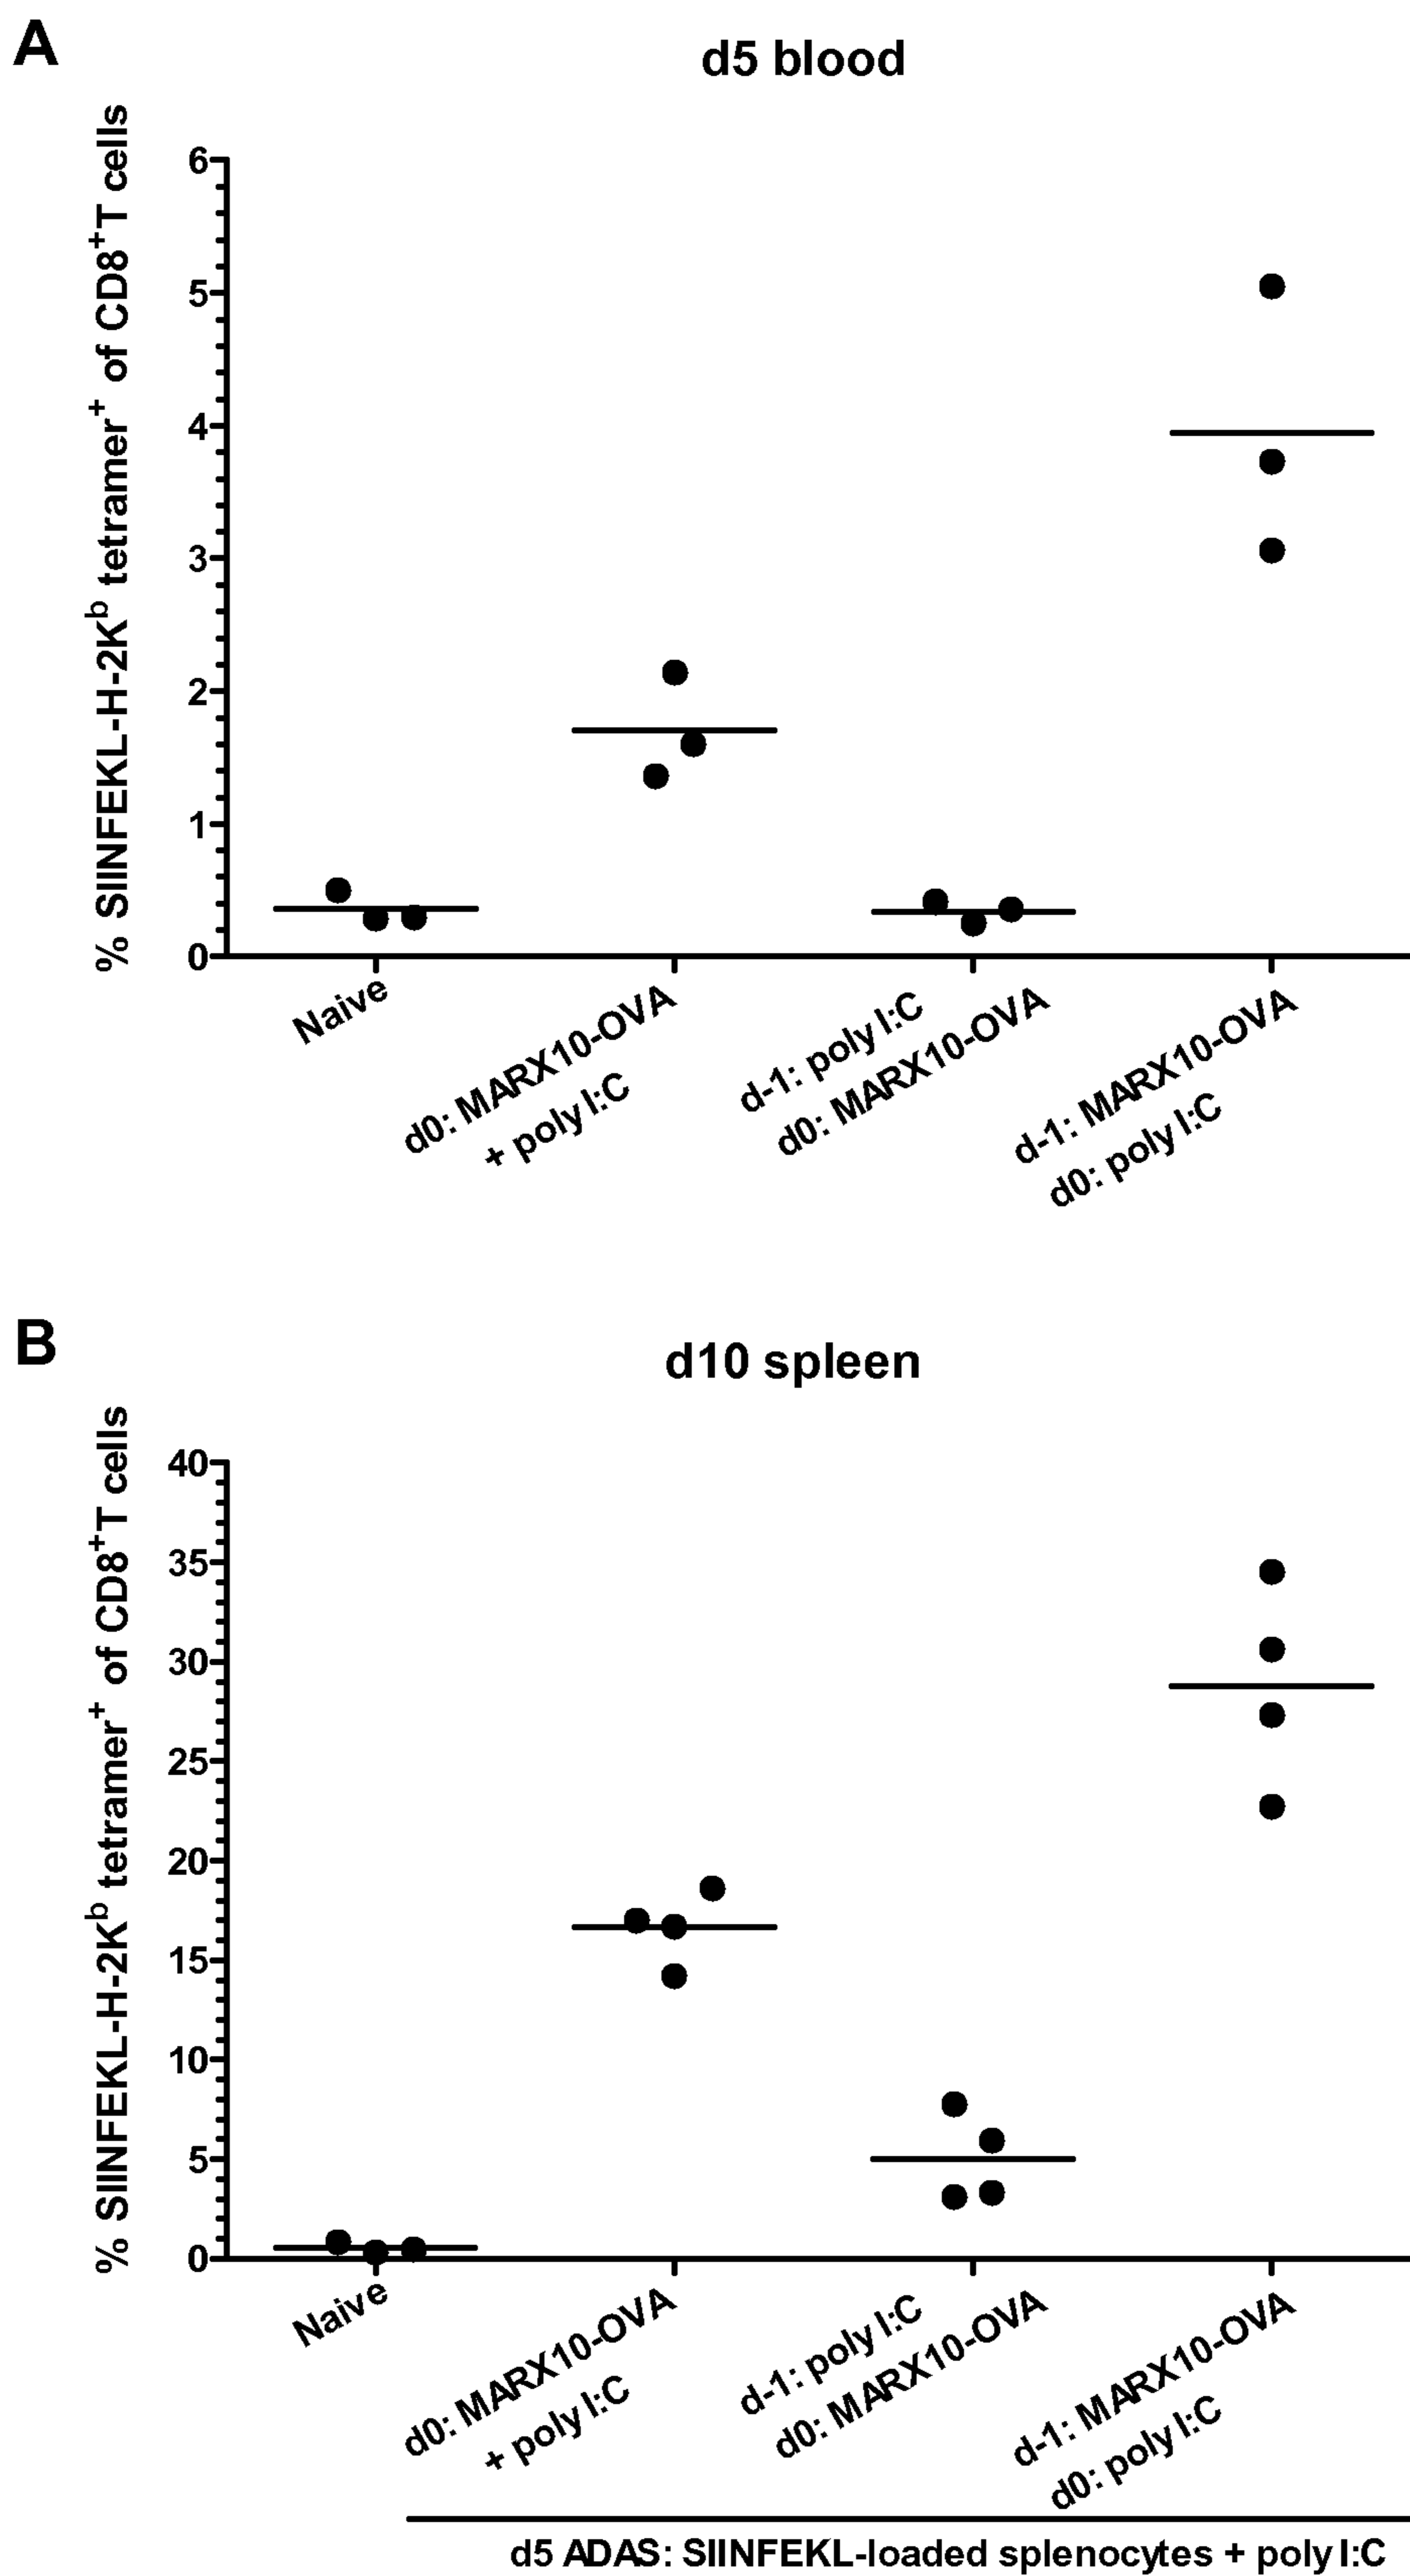 A
d5 blood
% SIINFEKL-H-2Kb tetramer+ of CD8+T cells
6
5
4
3
2
1
0
Naive
d0: MARX10-OVA
+ poly I:C
d-1: poly I:C
d0: MARX10-OVA
d-1: MARX10-OVA
d0: poly I:C
B
d10 spleen
% SIINFEKL-H-2Kb tetramer+ of CD8+T cells
40
35
30
25
20
15
10
5
0
Naive
d0: MARX10-OVA
+ poly I:C
d-1: poly I:C
d0: MARX10-OVA
d-1: MARX10-OVA
d0: poly I:C
d5 ADAS: SIINFEKL-loaded splenocytes + poly I:C